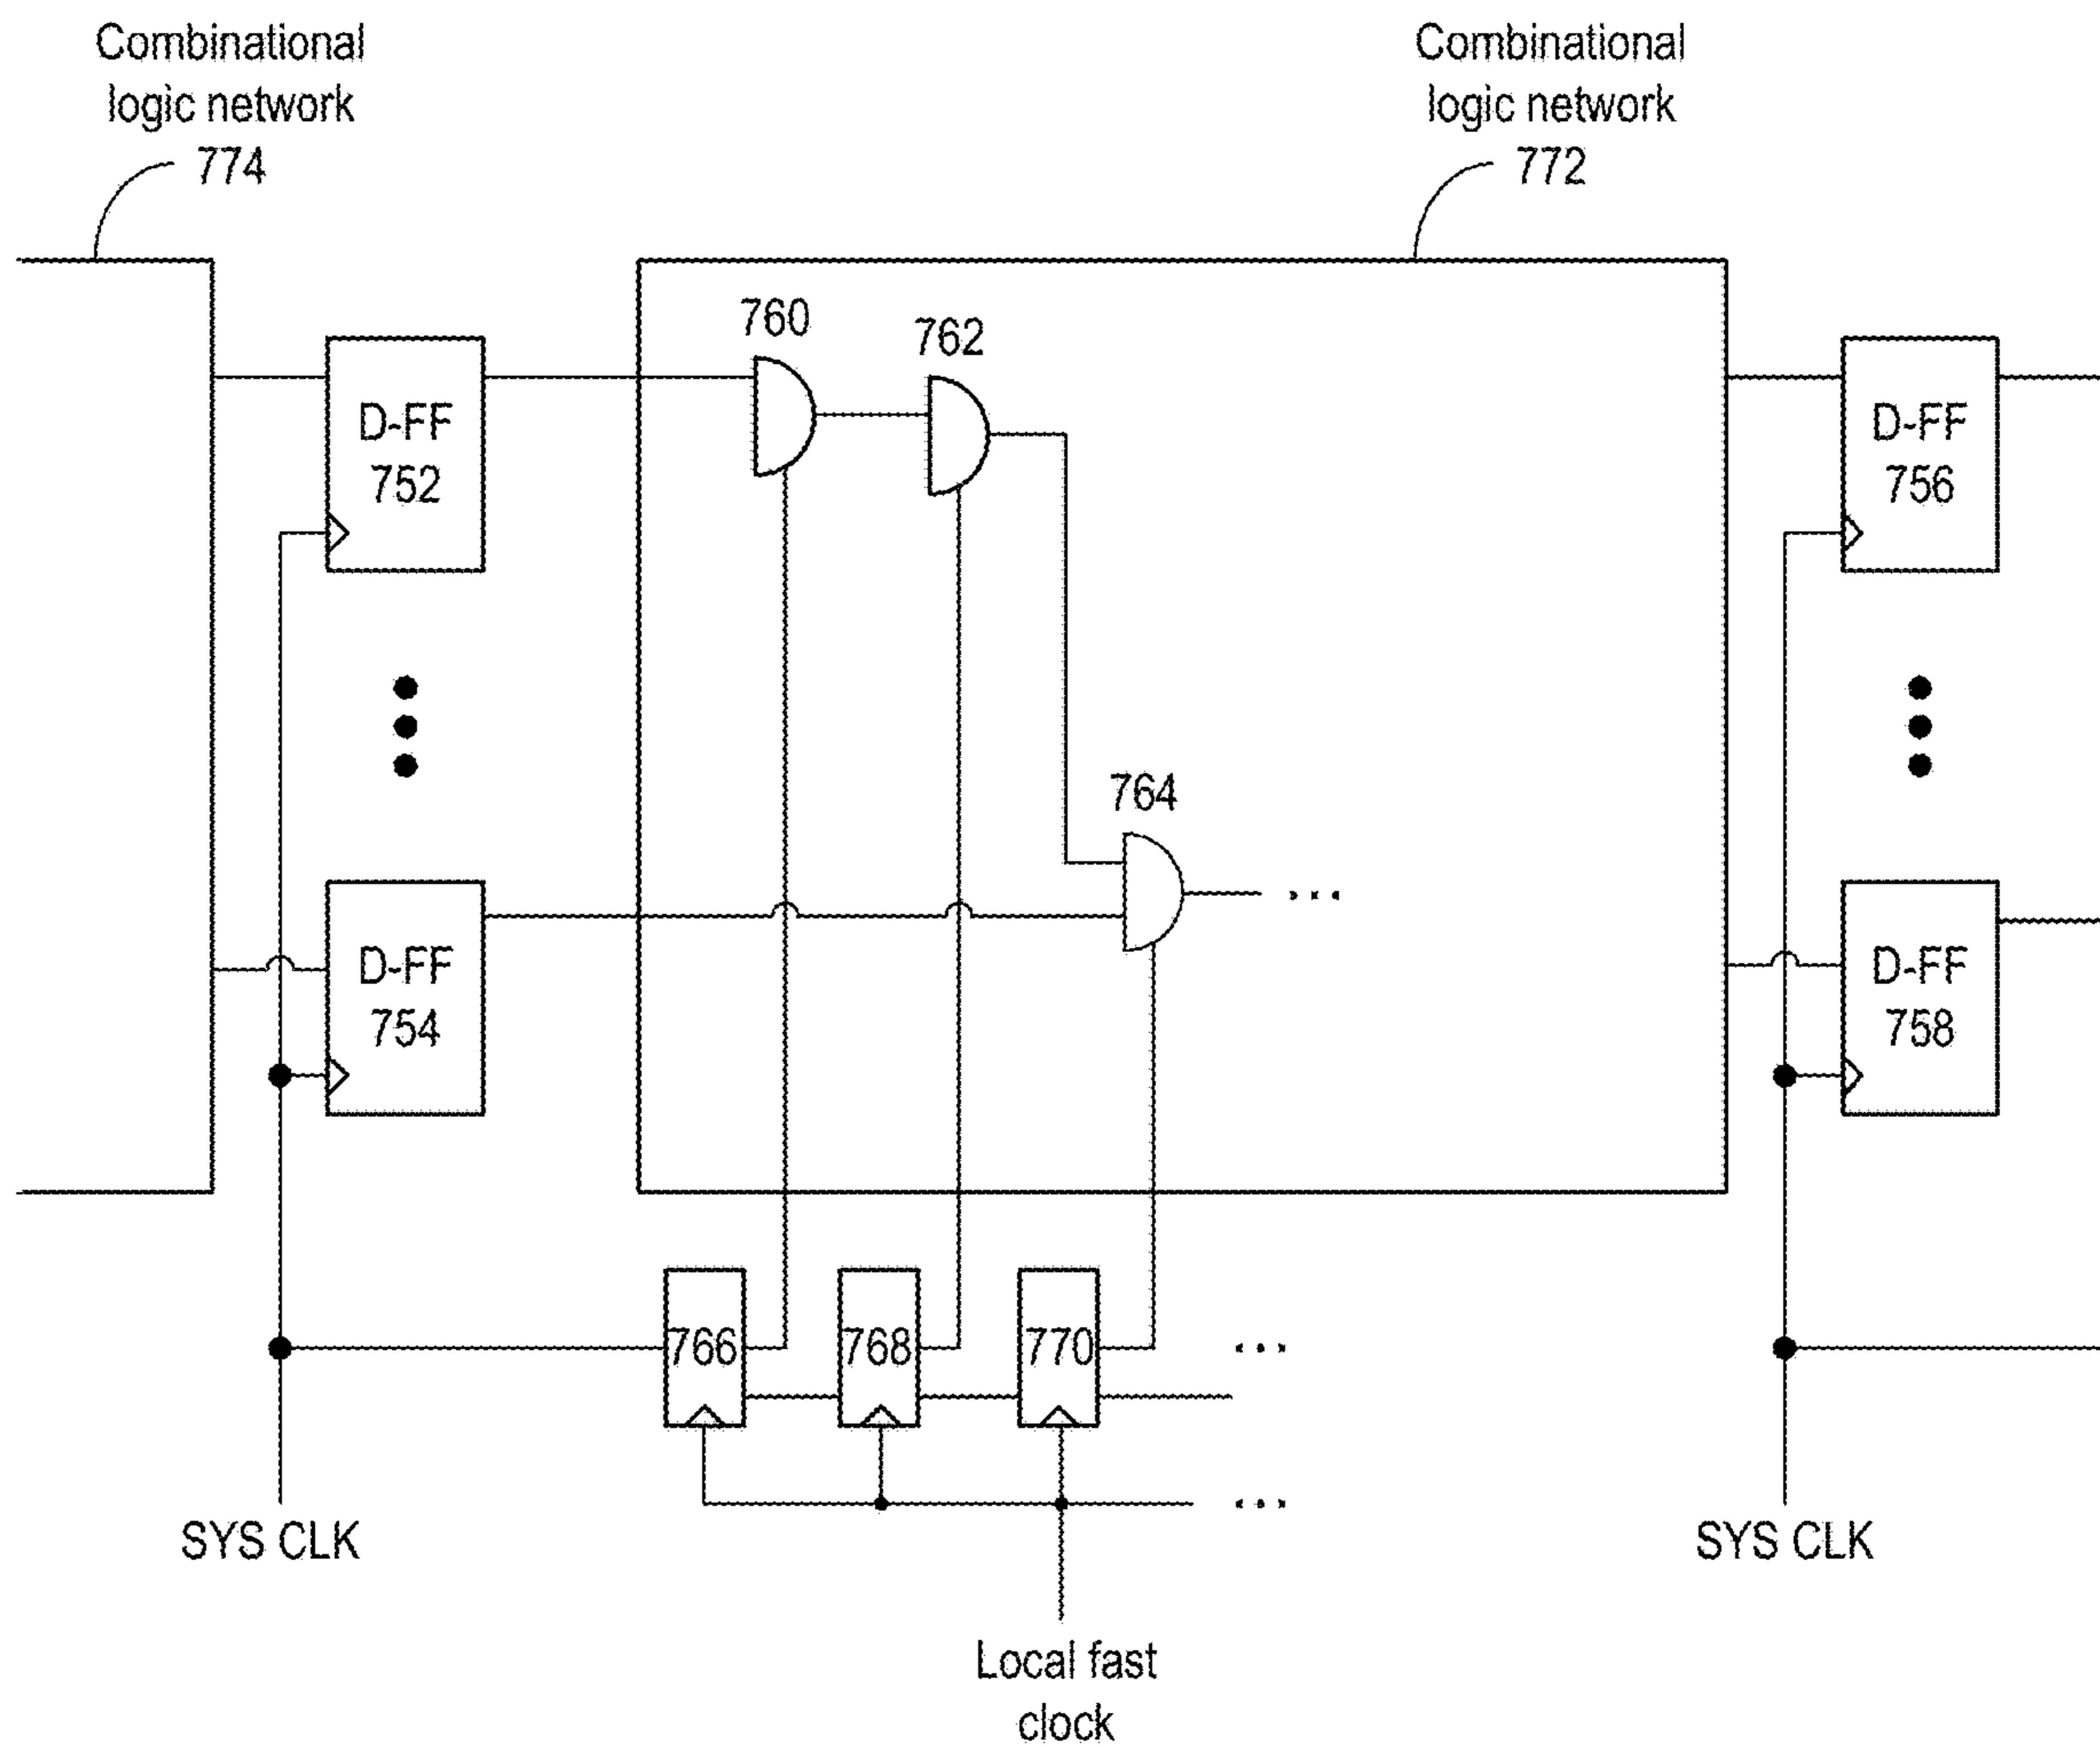 Combinational
logic network
774
Combinational
logic network
772
760
762
D-FF
752
D-FF
756
764
D-FF
754
D-FF
758
766
768
770
SYS CLK
SYS CLK
Local fast
clock